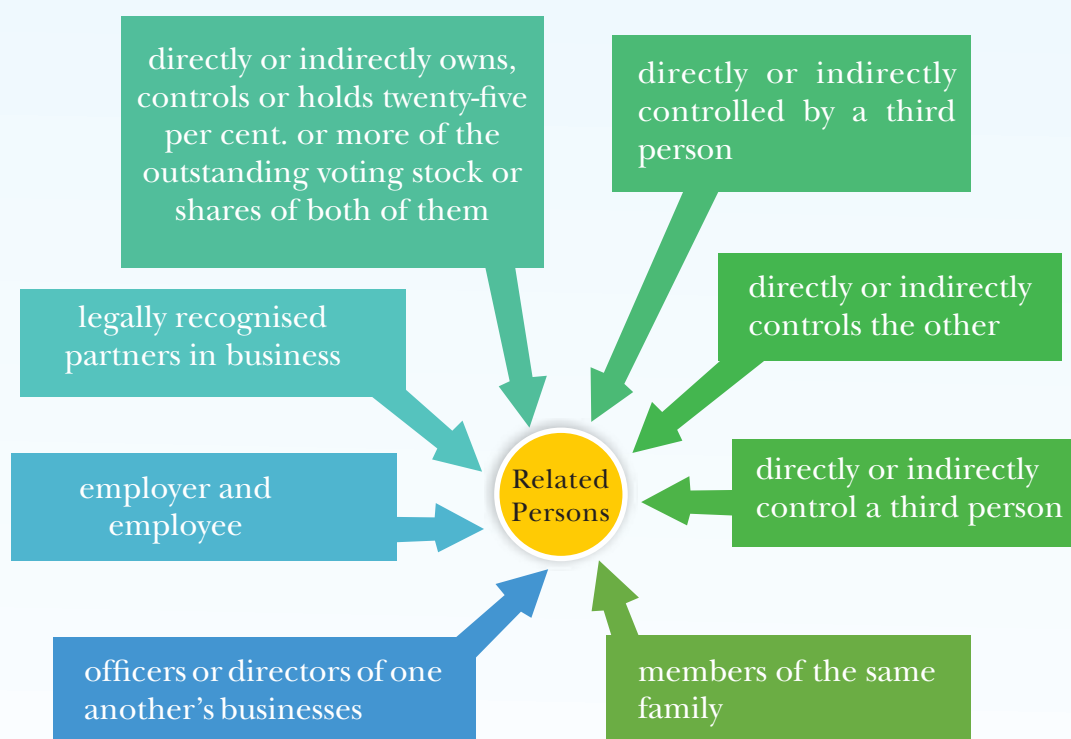 directly or indirectly owns,
controls or holds twenty-five
per cent. or more of the
outstanding voting stock or
shares of both of them
directly or indirectly
controlled by a third
person
legally recognised
partners in business
directly or indirectly
controls the other
employer and
employee
Related
Persons
directly or indirectly
control a third person
officers or directors of one
another’s businesses
members of the same
family